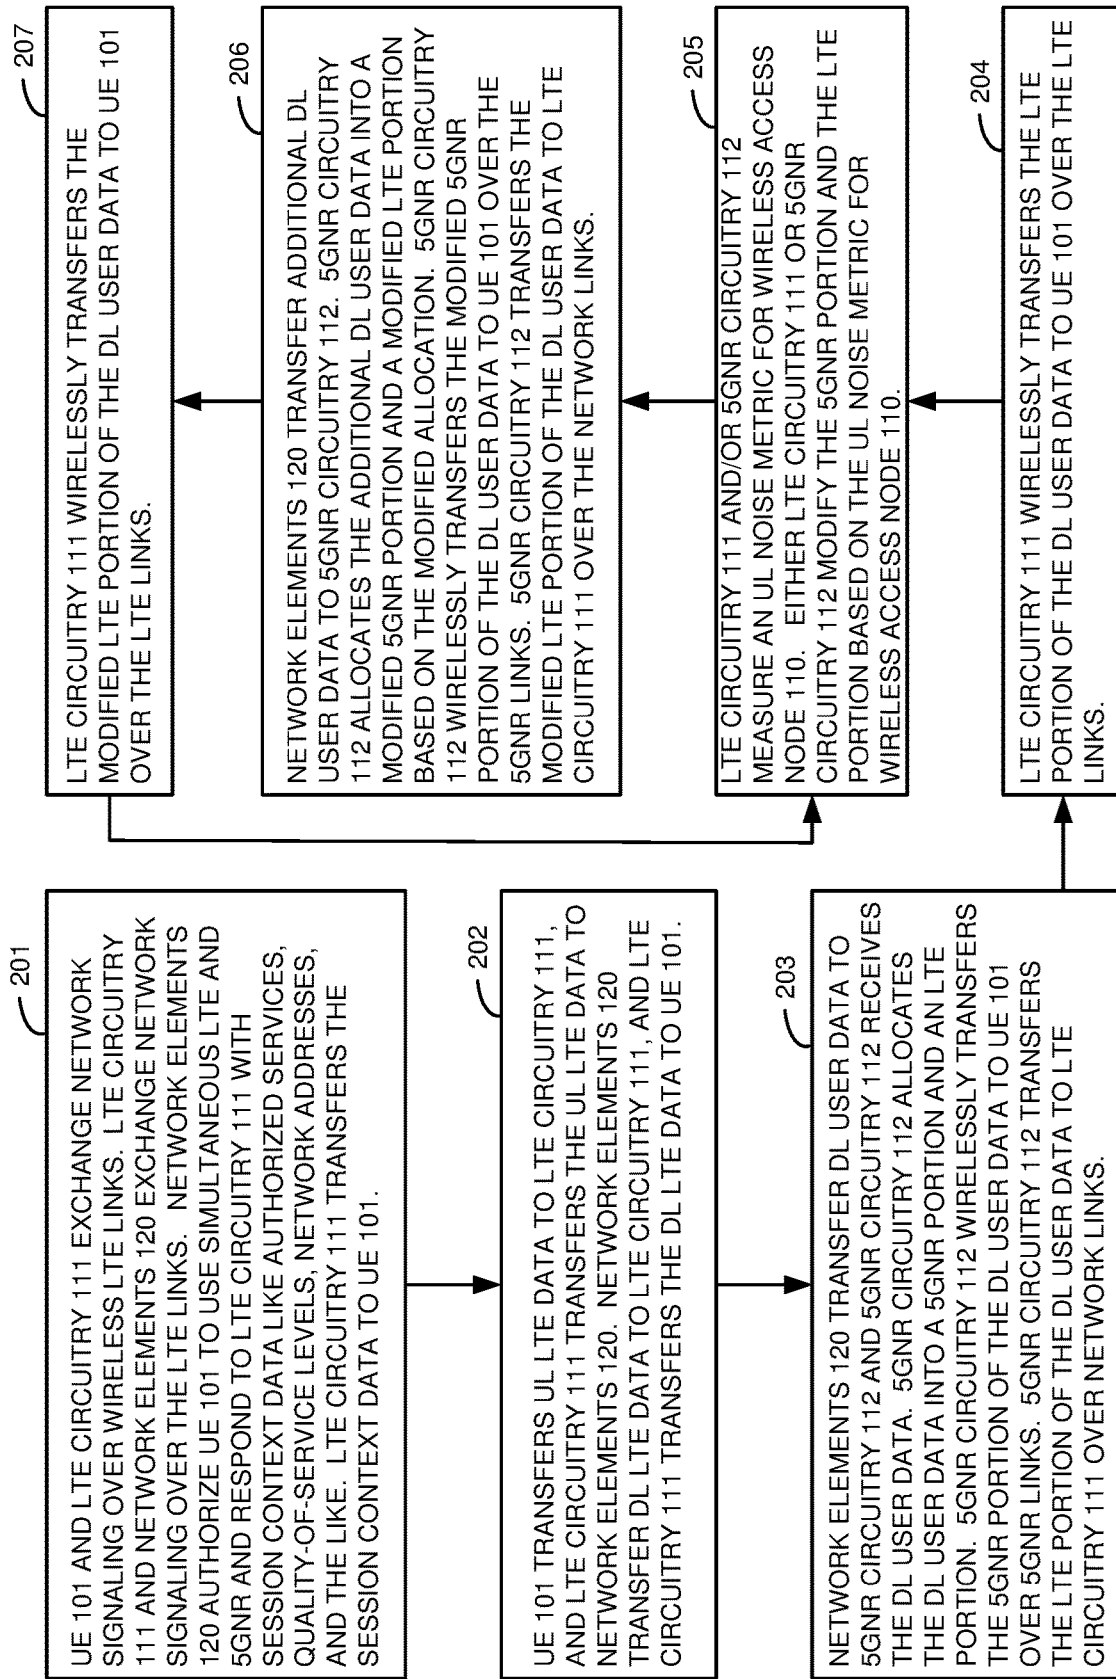 201
UE 101 AND LTE CIRCUITRY 111 EXCHANGE NETWORK
SIGNALING OVER WIRELESS LTE LINKS. LTE CIRCUITRY
111 AND NETWORK ELEMENTS 120 EXCHANGE NETWORK
SIGNALING OVER THE LTE LINKS. NETWORK ELEMENTS
120 AUTHORIZE UE 101 TO USE SIMULTANEOUS LTE AND
5GNR AND RESPOND TO LTE CIRCUITRY 111 WITH
SESSION CONTEXT DATA LIKE AUTHORIZED SERVICES,
QUALITY-OF-SERVICE LEVELS, NETWORK ADDRESSES,
AND THE LIKE. LTE CIRCUITRY 111 TRANSFERS THE
SESSION CONTEXT DATA TO UE 101.
202
UE 101 TRANSFERS UL LTE DATA TO LTE CIRCUITRY 111,
AND LTE CIRCUITRY 111 TRANSFERS THE UL LTE DATA TO
NETWORK ELEMENTS 120. NETWORK ELEMENTS 120
TRANSFER DL LTE DATA TO LTE CIRCUITRY 111, AND LTE
CIRCUITRY 111 TRANSFERS THE DL LTE DATA TO UE 101.
203
NETWORK ELEMENTS 120 TRANSFER DL USER DATA TO
5GNR CIRCUITRY 112 AND 5GNR CIRCUITRY 112 RECEIVES
THE DL USER DATA. 5GNR CIRCUITRY 112 ALLOCATES
THE DL USER DATA INTO A 5GNR PORTION AND AN LTE
PORTION. 5GNR CIRCUITRY 112 WIRELESSLY TRANSFERS
THE 5GNR PORTION OF THE DL USER DATA TO UE 101
OVER 5GNR LINKS. 5GNR CIRCUITRY 112 TRANSFERS
THE LTE PORTION OF THE DL USER DATA TO LTE
CIRCUITRY 111 OVER NETWORK LINKS.
204
LTE CIRCUITRY 111 WIRELESSLY TRANSFERS THE LTE
PORTION OF THE DL USER DATA TO UE 101 OVER THE LTE
LINKS.
205
LTE CIRCUITRY 111 AND/OR 5GNR CIRCUITRY 112
MEASURE AN UL NOISE METRIC FOR WIRELESS ACCESS
NODE 110. EITHER LTE CIRCUITRY 111 OR 5GNR
CIRCUITRY 112 MODIFY THE 5GNR PORTION AND THE LTE
PORTION BASED ON THE UL NOISE METRIC FOR
WIRELESS ACCESS NODE 110.
206
NETWORK ELEMENTS 120 TRANSFER ADDITIONAL DL
USER DATA TO 5GNR CIRCUITRY 112. 5GNR CIRCUITRY
112 ALLOCATES THE ADDITIONAL DL USER DATA INTO A
MODIFIED 5GNR PORTION AND A MODIFIED LTE PORTION
BASED ON THE MODIFIED ALLOCATION. 5GNR CIRCUITRY
112 WIRELESSLY TRANSFERS THE MODIFIED 5GNR
PORTION OF THE DL USER DATA TO UE 101 OVER THE
5GNR LINKS. 5GNR CIRCUITRY 112 TRANSFERS THE
MODIFIED LTE PORTION OF THE DL USER DATA TO LTE
CIRCUITRY 111 OVER THE NETWORK LINKS.
207
LTE CIRCUITRY 111 WIRELESSLY TRANSFERS THE
MODIFIED LTE PORTION OF THE DL USER DATA TO UE 101
OVER THE LTE LINKS.